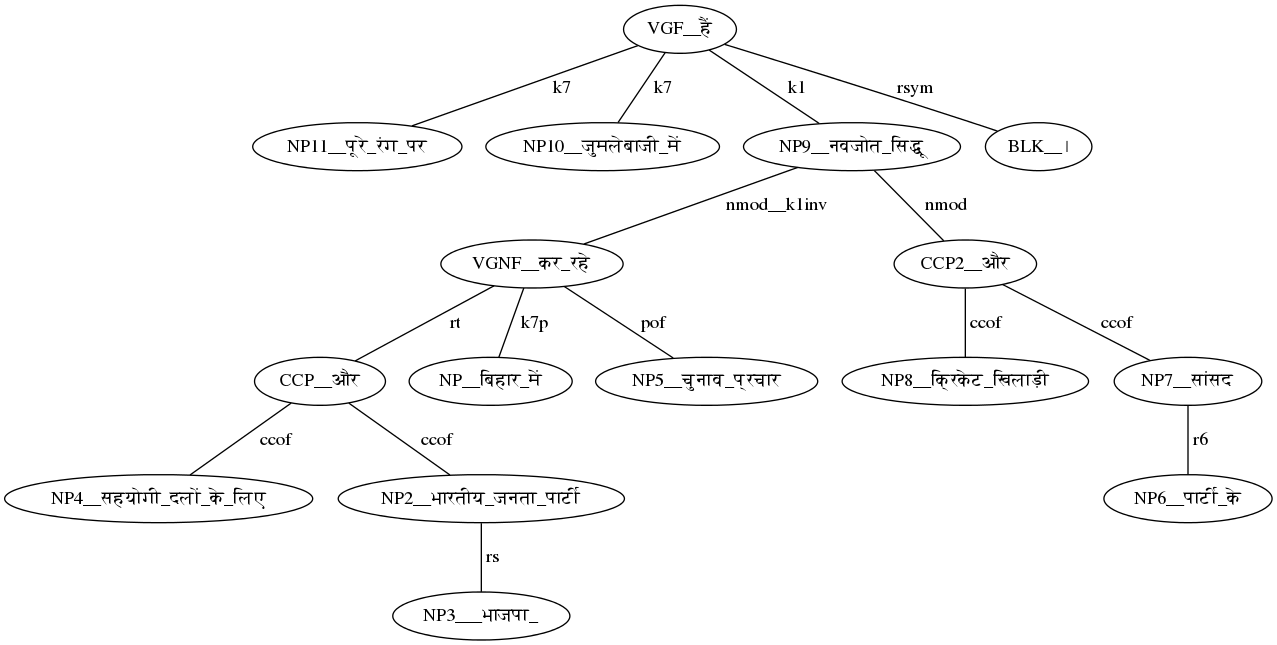 VGF__हैं
k7 k7 k1 rsym
NP11__पूरे_रंग_पर NP10__जुमलेबाजी_में NP9__नवजोत_सिद्धू BLK__।
nmod__k1inv nmod
VGNF__कर_रहे CCP2__और
rt k7p pof ccof ccof
CCP__और NP__बिहार_में NP5__चुनाव_प्रचार NP8__क्रिकेट_खिलाड़ी NP7__सांसद
ccof ccof r6
NP4__सहयोगी_दलों_के_लिए NP2__भारतीय_जनता_पार्टी NP6__पार्टी_के
rs
NP3___भाजपा_